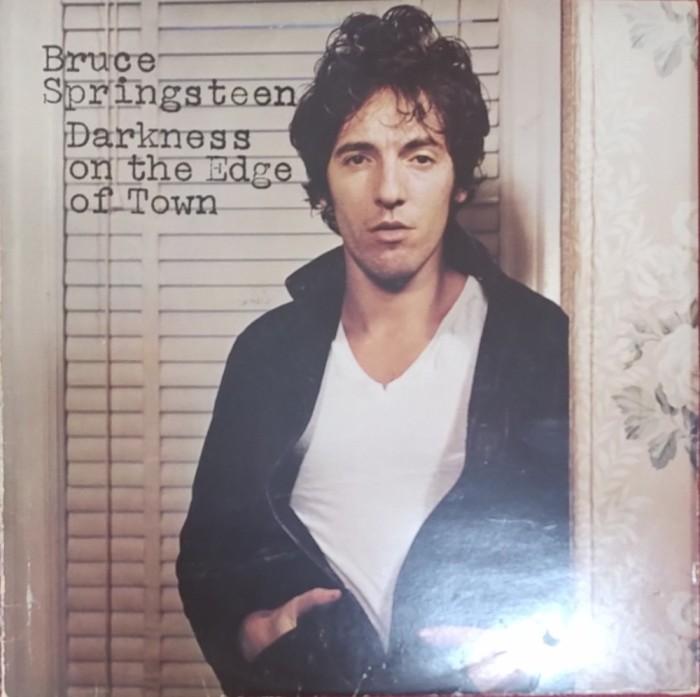 Bruce
Springsteen
Darkness
on the Edge
of Town